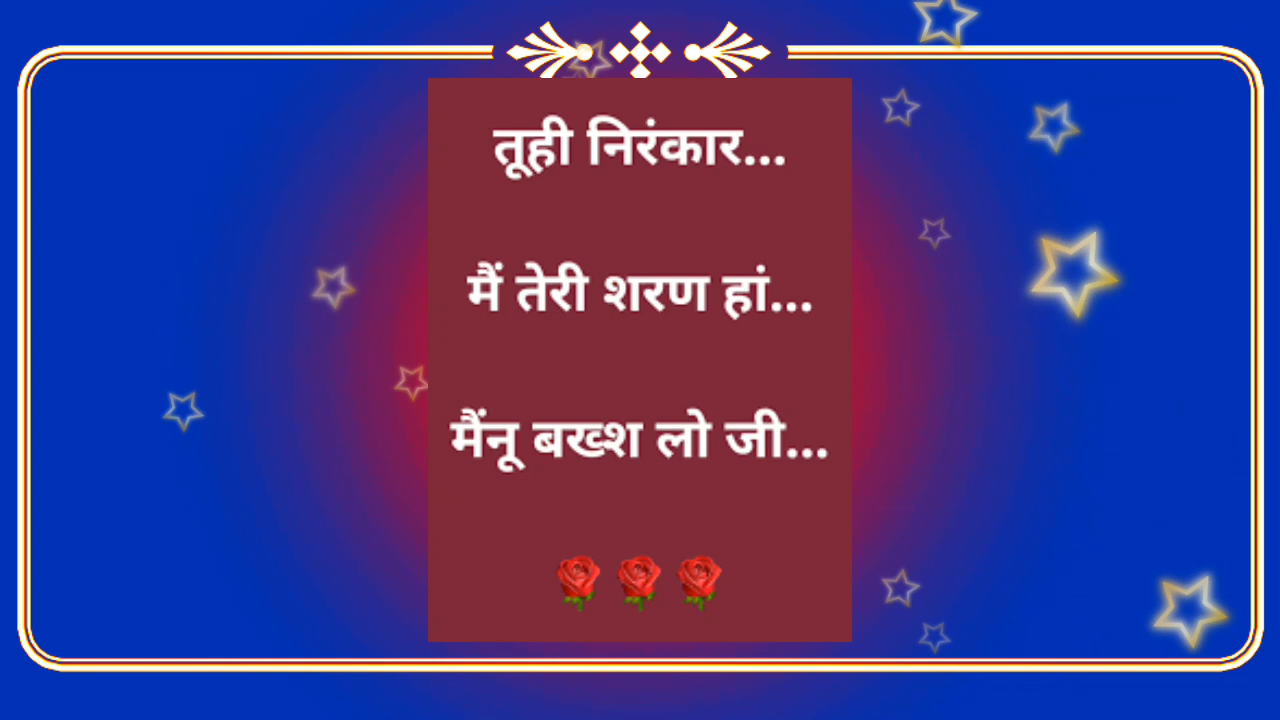 तूही निरंकार...
मैं तेरी शरण हां...
मैंनू बख्श लो जी...